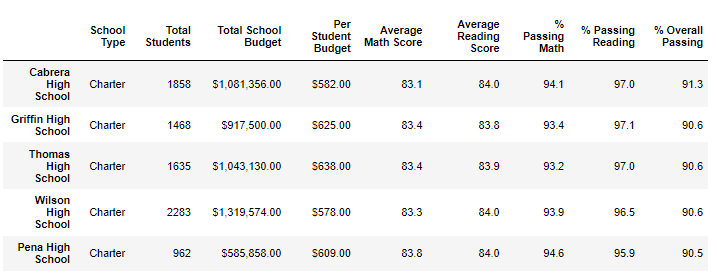 School Type Total Students Total School Budget Per Student Budget Average Math Score Average Reading Score % Passing Math % Passing Reading % Overall Passing
Cabrera High School Charter 1858 $1,081,356.00 $582.00 83.1 84.0 94.1 97.0 91.3
Griffin High School Charter 1468 $917,500.00 $625.00 83.4 83.8 93.4 97.1 90.6
Thomas High School Charter 1635 $1,043,130.00 $638.00 83.4 83.9 93.2 97.0 90.6
Wilson High School Charter 2283 $1,319,574.00 $578.00 83.3 84.0 93.9 96.5 90.6
Pena High School Charter 962 $585,858.00 $609.00 83.8 84.0 94.6 95.9 90.5